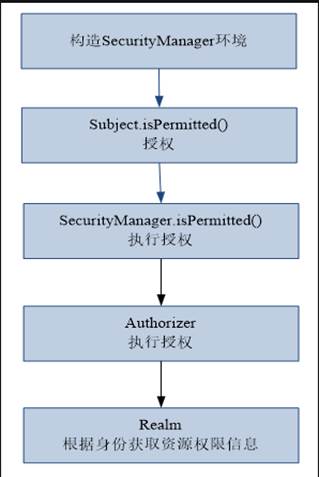 构造SecurityManager环境
Subject.isPermitted()
授权
SecurityManager.isPermitted()
执行授权
Authorizer
执行授权
Realm
根据身份获取资源权限信息